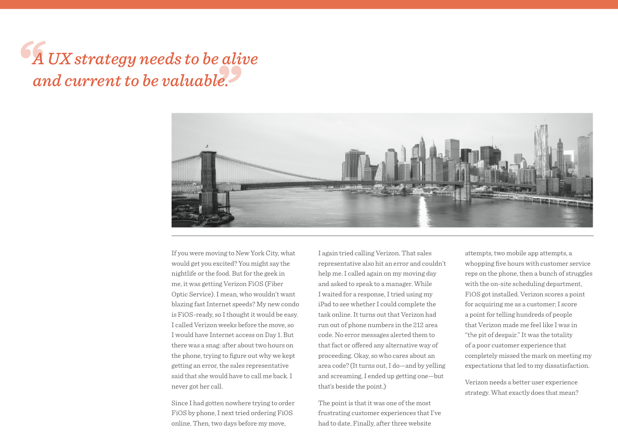 “A UX strategy needs to be alive
and current to be valuable.”
If you were moving to New York City, what
would get you excited? You might say the
nightlife or the food. But for the geek in
me, it was getting Verizon FiOS (Fiber
Optic Service). I mean, who wouldn’t want
blazing fast Internet speeds? My new condo
is FiOS-ready, so I thought it would be easy.
I called Verizon weeks before the move, so
I would have Internet access on Day 1. But
there was a snag: after about two hours on
the phone, trying to figure out why we kept
getting an error, the sales representative
said that she would have to call me back. I
never got her call.
Since I had gotten nowhere trying to order
FiOS by phone, I next tried ordering FiOS
online. Then, two days before my move,
I again tried calling Verizon. That sales
representative also hit an error and couldn’t
help me. I called again on my moving day
and asked to speak to a manager. While
I waited for a response, I tried using my
iPad to see whether I could complete the
task online. It turns out that Verizon had
run out of phone numbers in the 212 area
code. No error messages alerted them to
that fact or offered any alternative way of
proceeding. Okay, so who cares about an
area code? (It turns out, I do—and by yelling
and screaming, I ended up getting one—but
that’s beside the point.)
The point is that it was one of the most
frustrating customer experiences that I’ve
had to date. Finally, after three website
attempts, two mobile app attempts, a
whopping five hours with customer service
reps on the phone, then a bunch of struggles
with the on-site scheduling department,
FiOS got installed. Verizon scores a point
for acquiring me as a customer; I score
a point for telling hundreds of people
that Verizon made me feel like I was in
“the pit of despair.” It was the totality
of a poor customer experience that
completely missed the mark on meeting my
expectations that led to my dissatisfaction.
Verizon needs a better user experience
strategy. What exactly does that mean?